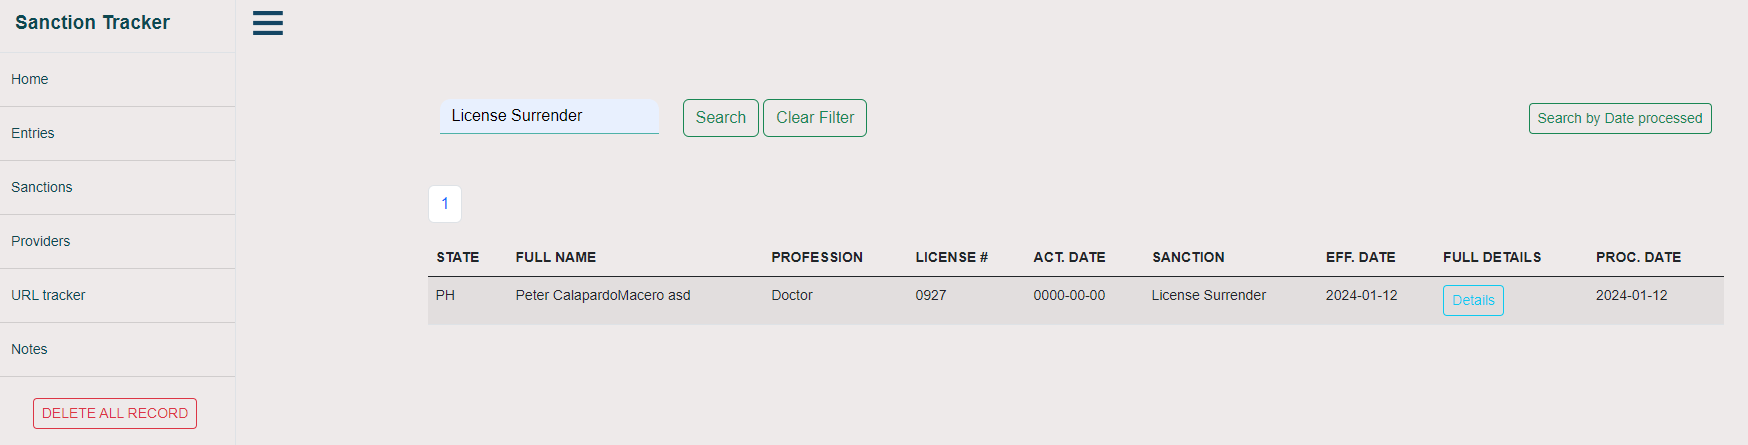 Sanction Tracker
Home
Entries
Sanctions
Providers
URL tracker
Notes
DELETE ALL RECORD
License Surrender Search Clear Filter Search by Date processed
1
STATE FULL NAME PROFESSION LICENSE # ACT. DATE SANCTION EFF. DATE FULL DETAILS PROC. DATE
PH Peter CalapardoMacero asd Doctor 0927 0000-00-00 License Surrender 2024-01-12 Details 2024-01-12